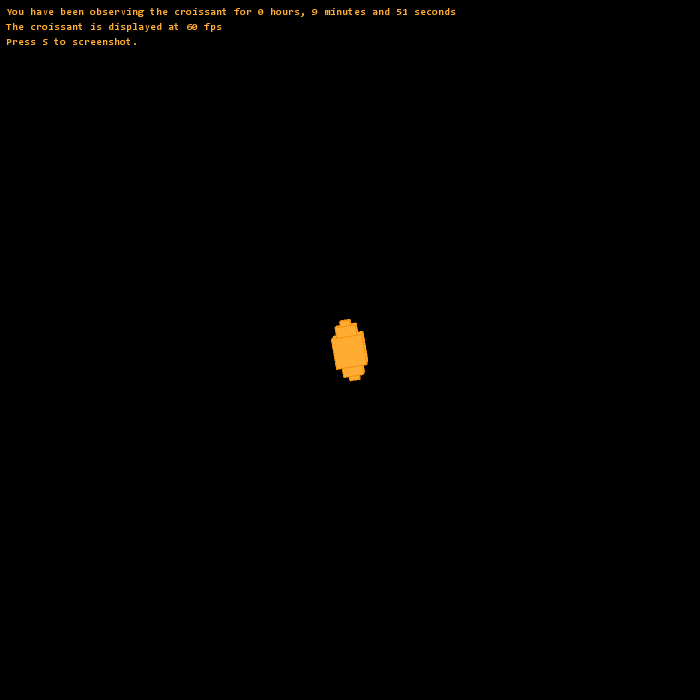 You have been observing the croissant for 0 hours, 9 minutes and 51 seconds
The croissant is displayed at 60 fps
Press S to screenshot.